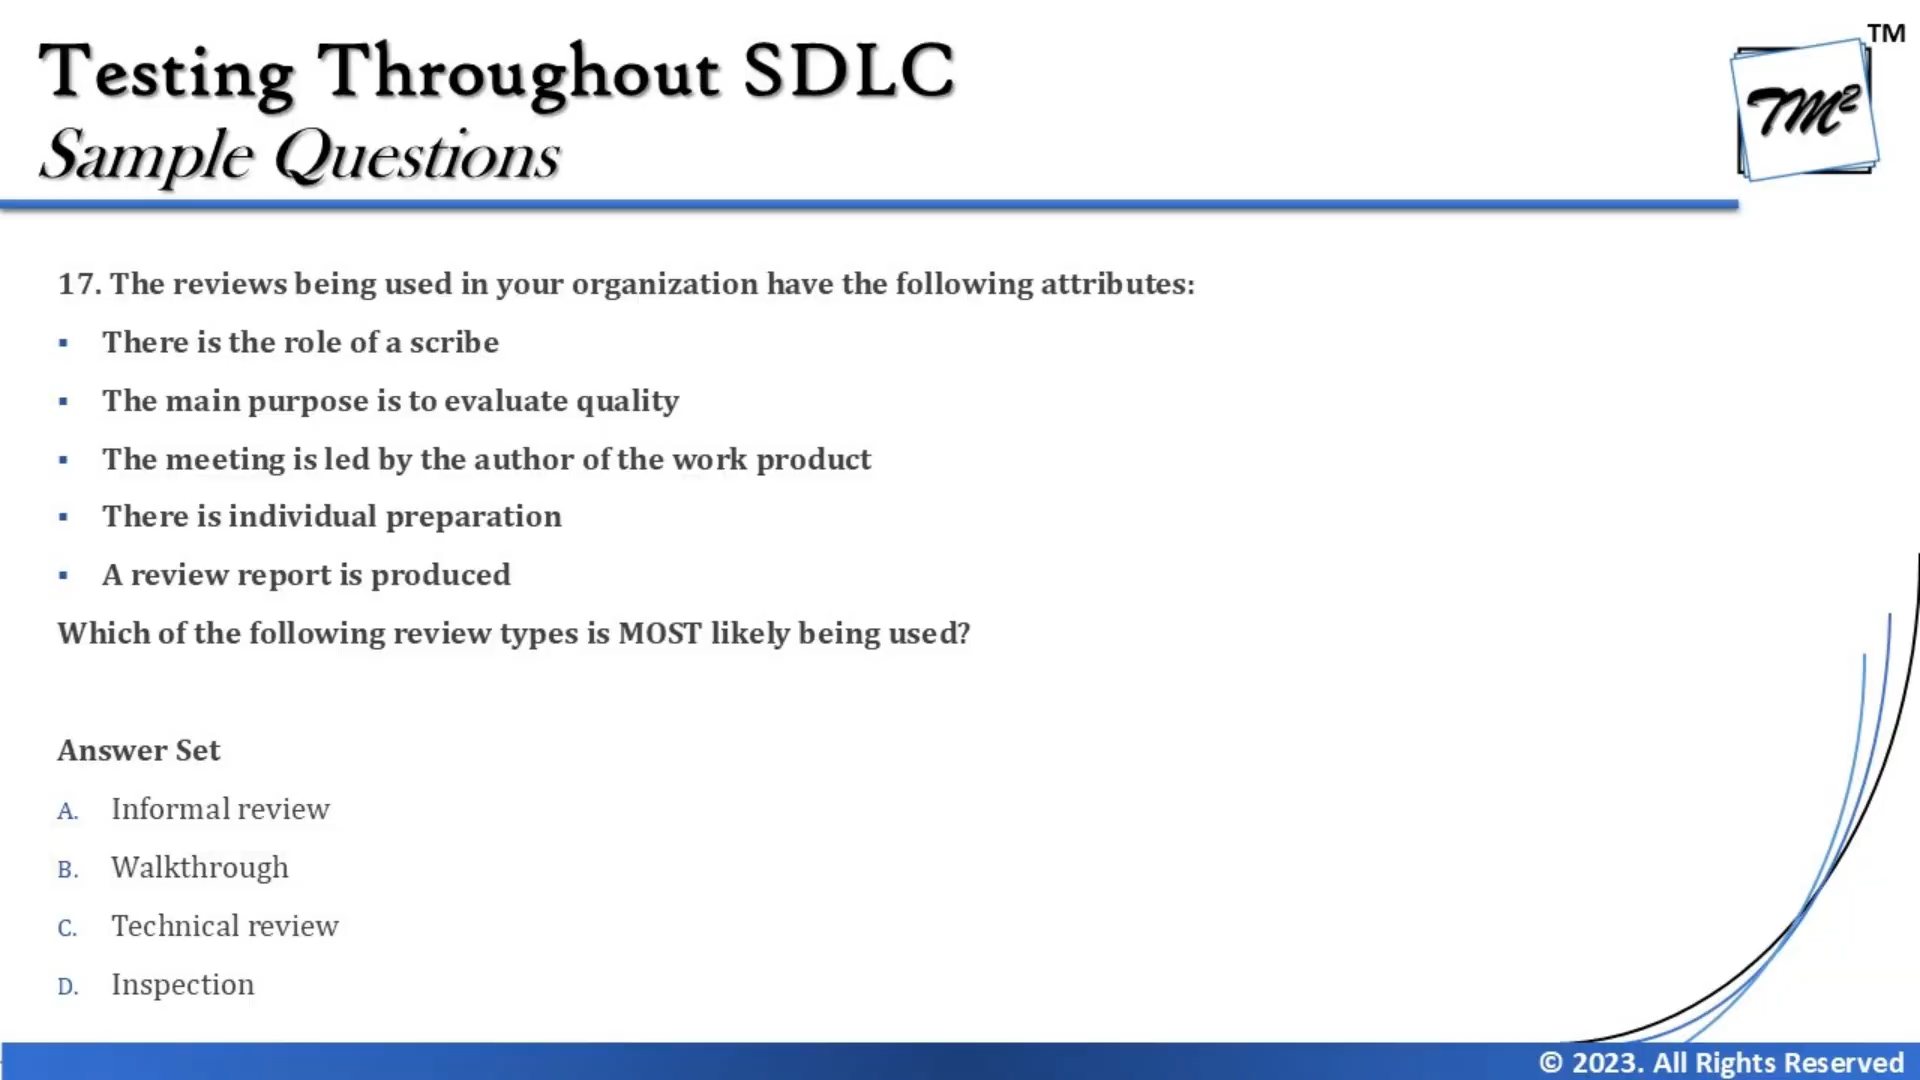 Testing Throughout SDLC
Sample Questions
TM
TM²
17. The reviews being used in your organization have the following attributes:
▪ There is the role of a scribe
▪ The main purpose is to evaluate quality
▪ The meeting is led by the author of the work product
▪ There is individual preparation
▪ A review report is produced
Which of the following review types is MOST likely being used?
Answer Set
A. Informal review
B. Walkthrough
C. Technical review
D. Inspection
© 2023. All Rights Reserved